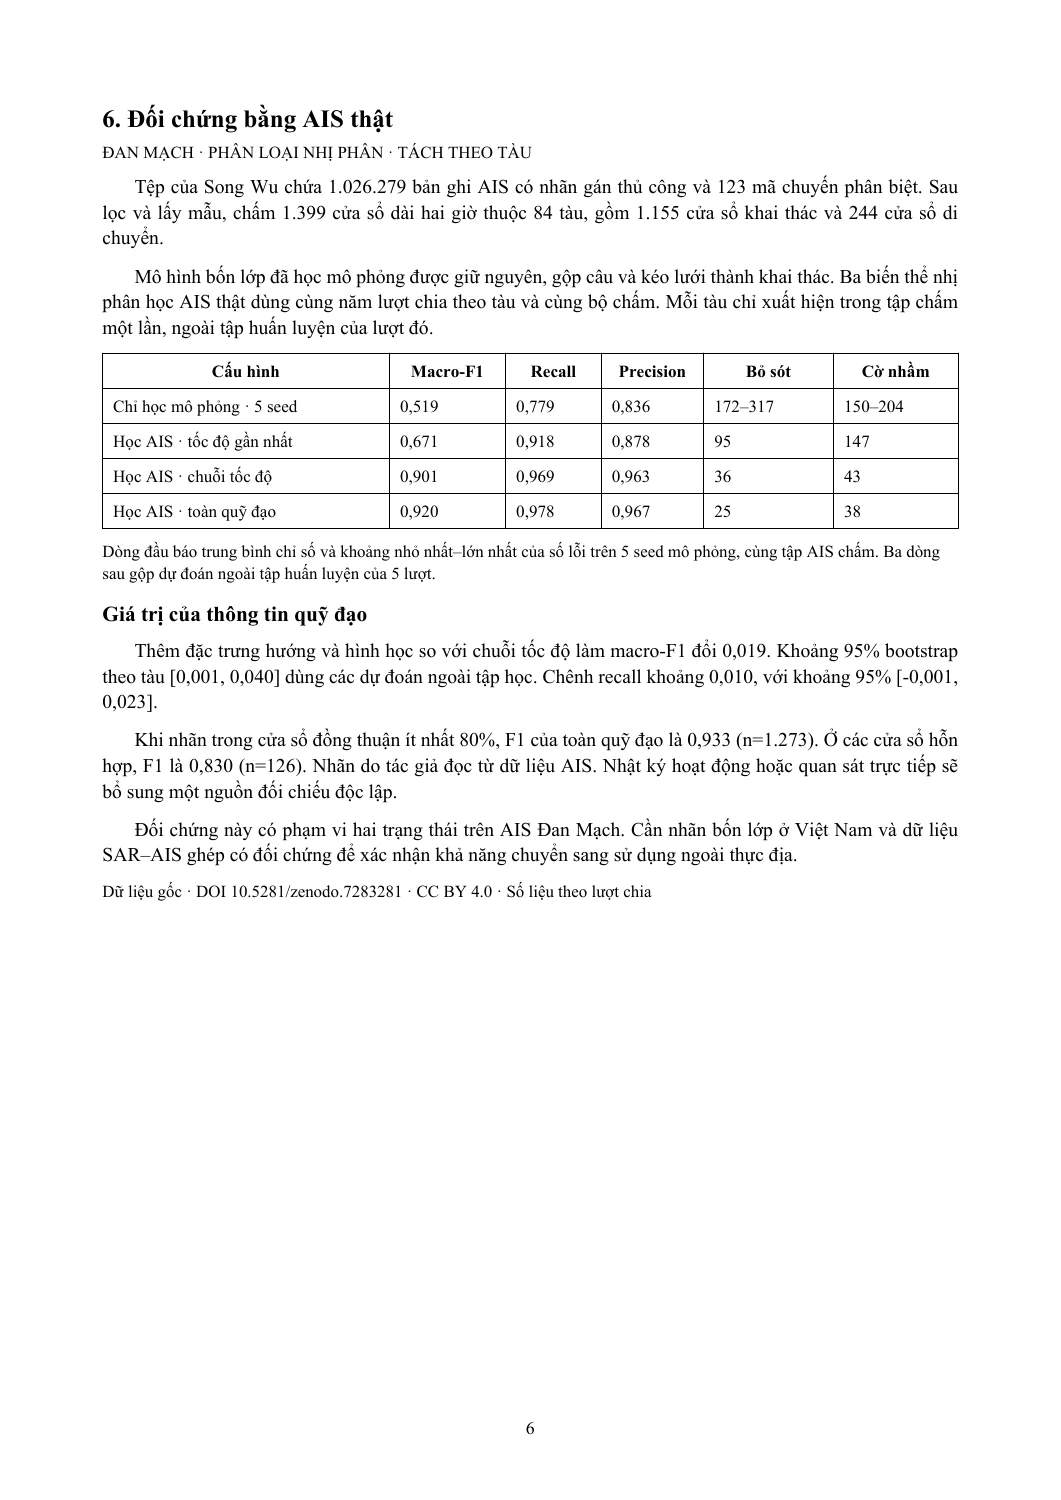 6. Đối chứng bằng AIS thật
ĐAN MẠCH · PHÂN LOẠI NHỊ PHÂN · TÁCH THEO TÀU
Tệp của Song Wu chứa 1.026.279 bản ghi AIS có nhãn gán thủ công và 123 mã chuyến phân biệt. Sau
lọc và lấy mẫu, chấm 1.399 cửa sổ dài hai giờ thuộc 84 tàu, gồm 1.155 cửa sổ khai thác và 244 cửa sổ di
chuyển.
Mô hình bốn lớp đã học mô phỏng được giữ nguyên, gộp câu và kéo lưới thành khai thác. Ba biến thể nhị
phân học AIS thật dùng cùng năm lượt chia theo tàu và cùng bộ chấm. Mỗi tàu chỉ xuất hiện trong tập chấm
một lần, ngoài tập huấn luyện của lượt đó.
Cấu hình Macro-F1 Recall Precision Bỏ sót Cờ nhầm
Chỉ học mô phỏng · 5 seed 0,519 0,779 0,836 172–317 150–204
Học AIS · tốc độ gần nhất 0,671 0,918 0,878 95 147
Học AIS · chuỗi tốc độ 0,901 0,969 0,963 36 43
Học AIS · toàn quỹ đạo 0,920 0,978 0,967 25 38
Dòng đầu báo trung bình chỉ số và khoảng nhỏ nhất–lớn nhất của số lỗi trên 5 seed mô phỏng, cùng tập AIS chấm. Ba dòng
sau gộp dự đoán ngoài tập huấn luyện của 5 lượt.
Giá trị của thông tin quỹ đạo
Thêm đặc trưng hướng và hình học so với chuỗi tốc độ làm macro-F1 đổi 0,019. Khoảng 95% bootstrap
theo tàu [0,001, 0,040] dùng các dự đoán ngoài tập học. Chênh recall khoảng 0,010, với khoảng 95% [-0,001,
0,023].
Khi nhãn trong cửa sổ đồng thuận ít nhất 80%, F1 của toàn quỹ đạo là 0,933 (n=1.273). Ở các cửa sổ hỗn
hợp, F1 là 0,830 (n=126). Nhãn do tác giả đọc từ dữ liệu AIS. Nhật ký hoạt động hoặc quan sát trực tiếp sẽ
bổ sung một nguồn đối chiếu độc lập.
Đối chứng này có phạm vi hai trạng thái trên AIS Đan Mạch. Cần nhãn bốn lớp ở Việt Nam và dữ liệu
SAR–AIS ghép có đối chứng để xác nhận khả năng chuyển sang sử dụng ngoài thực địa.
Dữ liệu gốc · DOI 10.5281/zenodo.7283281 · CC BY 4.0 · Số liệu theo lượt chia
6